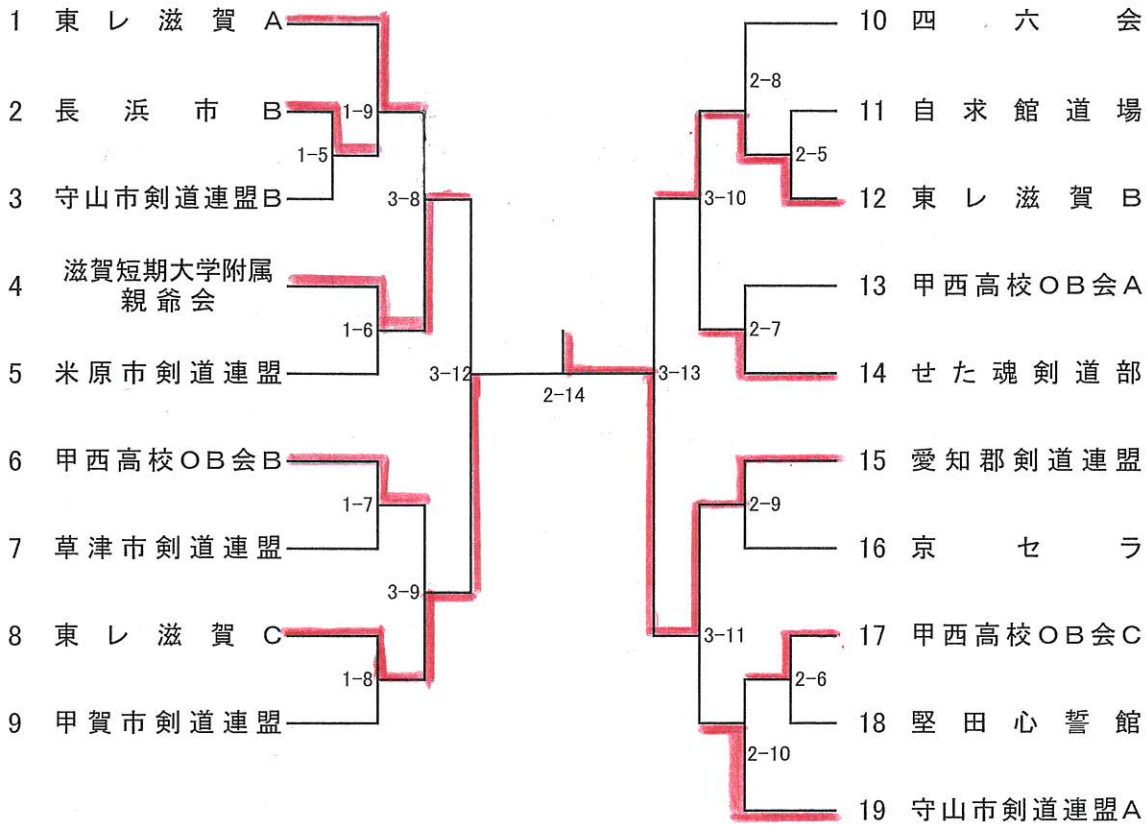 1 東レ滋賀A
2 長浜市B
3 守山市剣道連盟B
4 滋賀短期大学附属
親爺会
5 米原市剣道連盟
6 甲西高校OB会B
7 草津市剣道連盟
8 東レ滋賀C
9 甲賀市剣道連盟
1-9
1-5
3-8
1-6
3-12
1-7
3-9
1-8
2-14
3-13
2-8
2-5
3-10
2-7
2-9
3-11
2-6
2-10
10 四六会
11 自求館道場
12 東レ滋賀B
13 甲西高校OB会A
14 せた魂剣道部
15 愛知郡剣道連盟
16 京セラ
17 甲西高校OB会C
18 堅田心誓館
19 守山市剣道連盟A